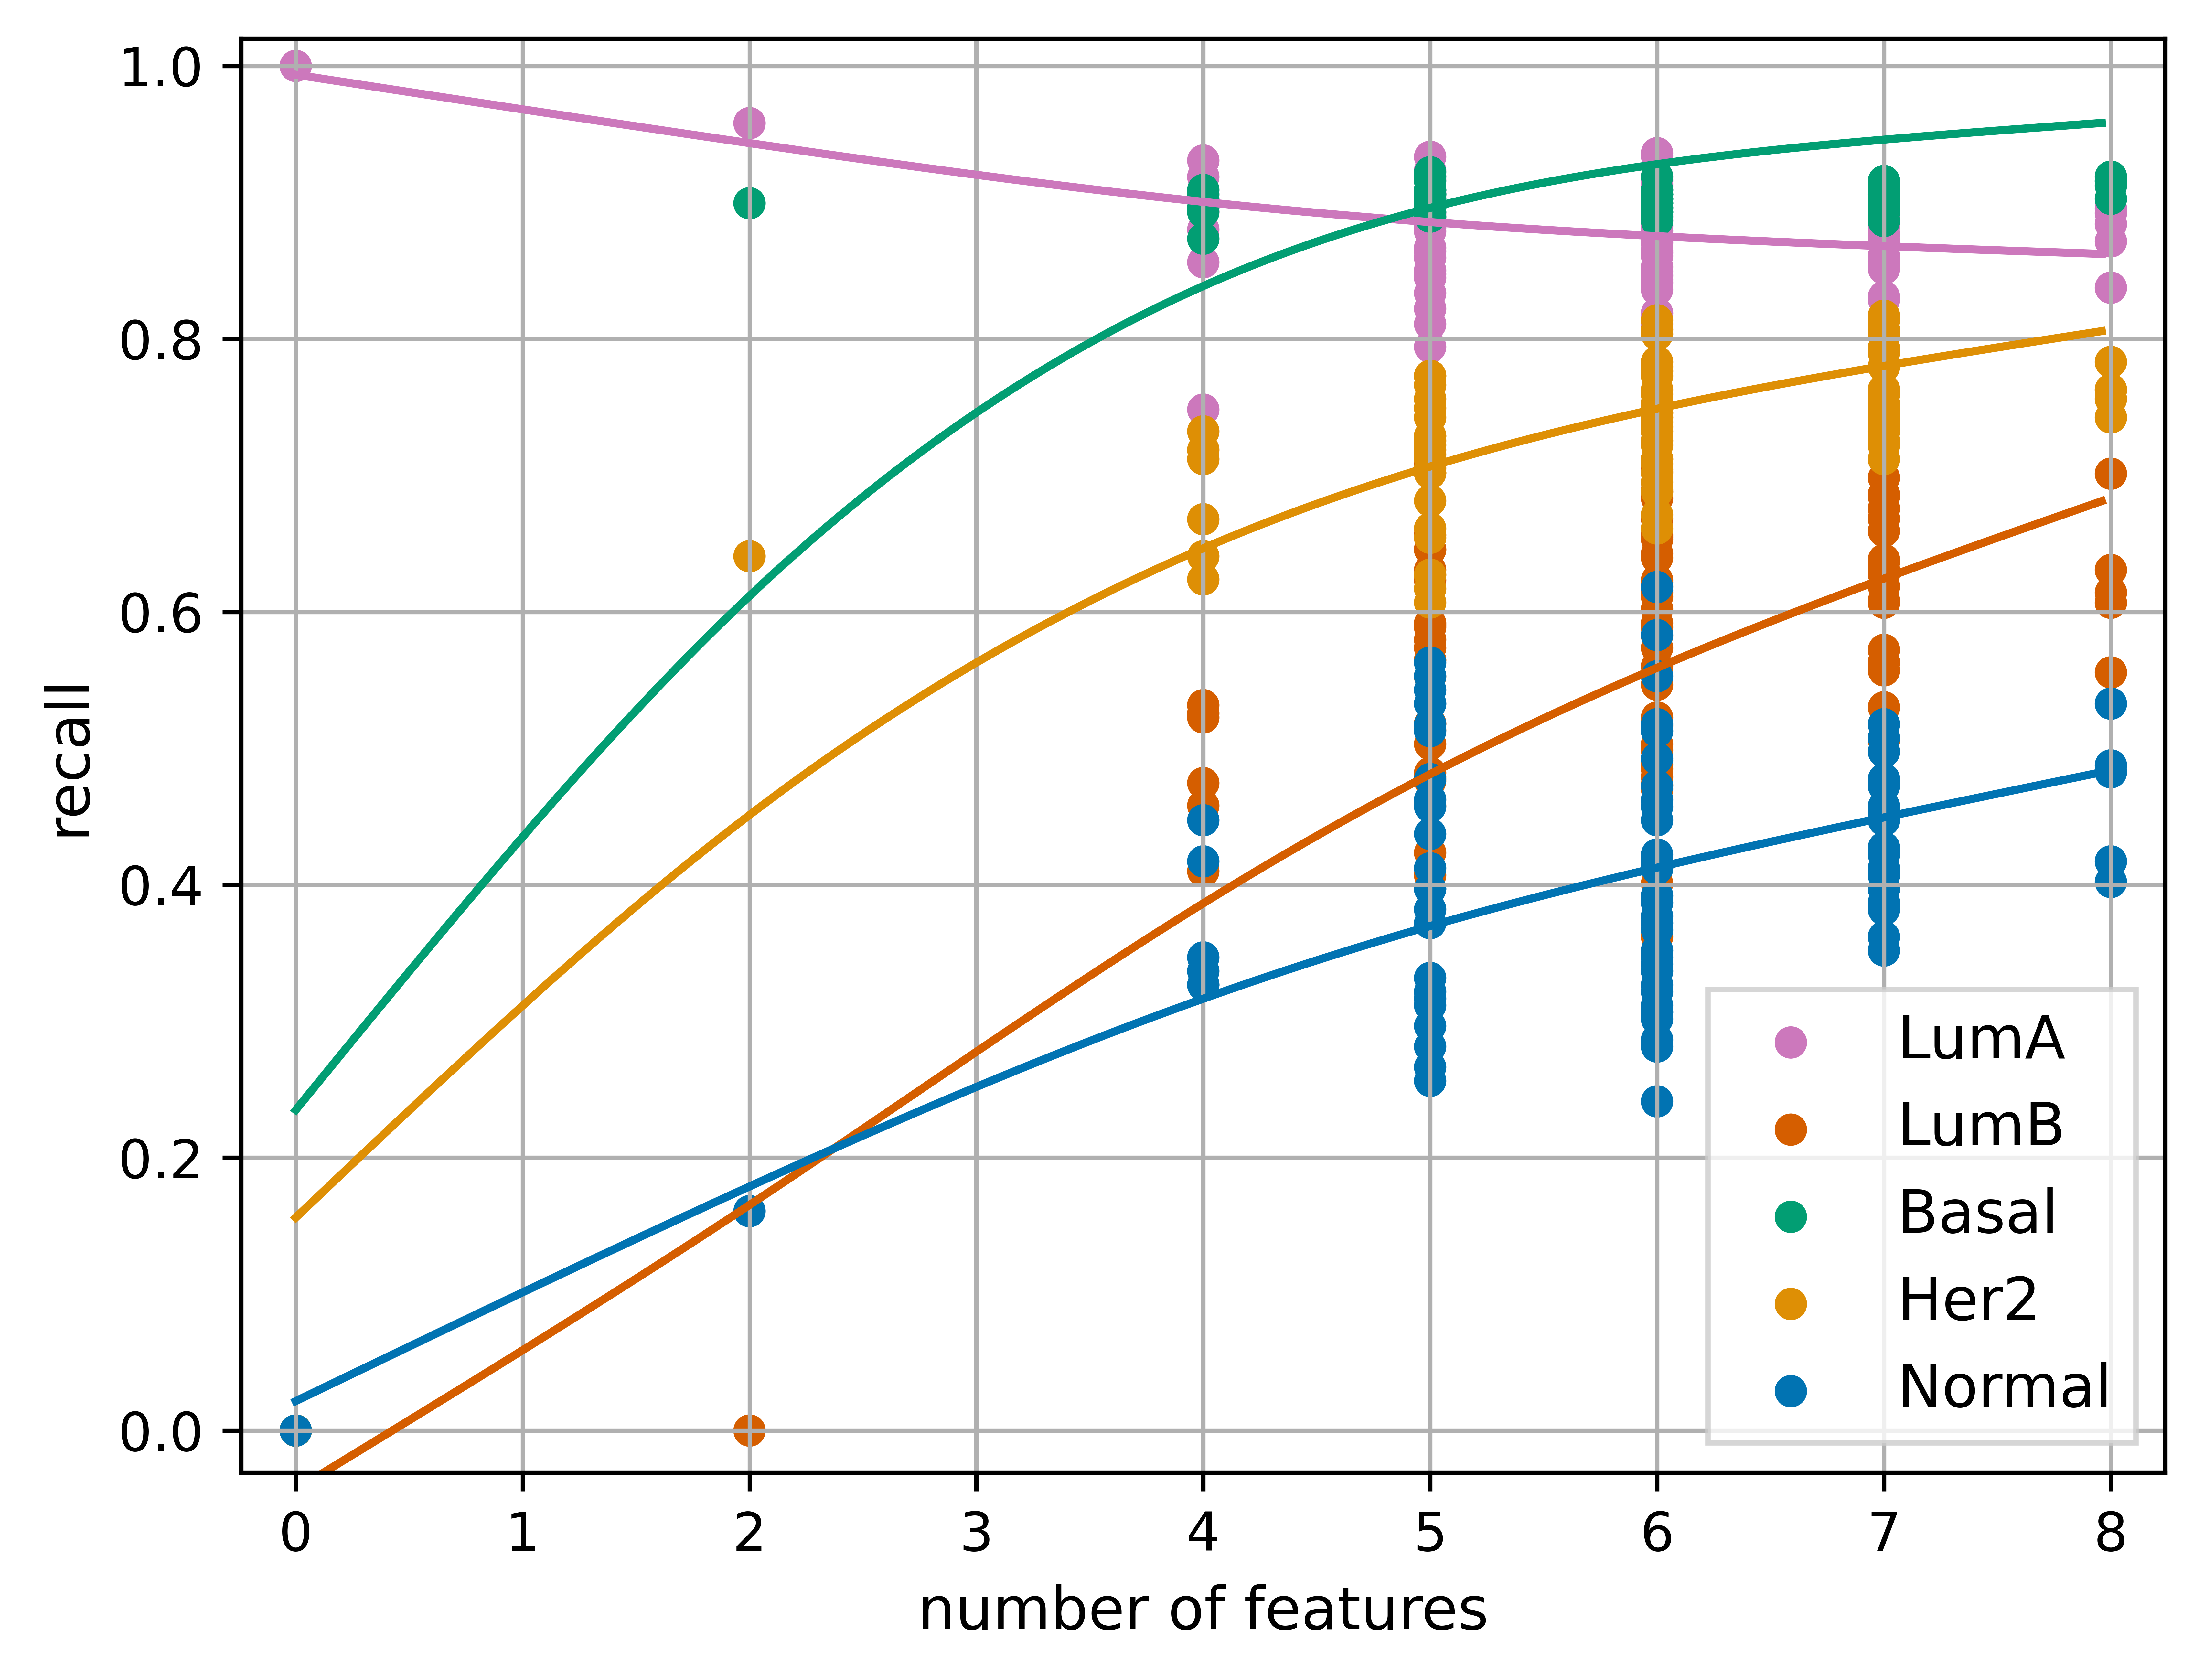 1.0
0.8
0.6
0.4
0.2
0.0
recall
0 1 2 3 4 5 6 7 8
number of features
LumA
LumB
Basal
Her2
Normal